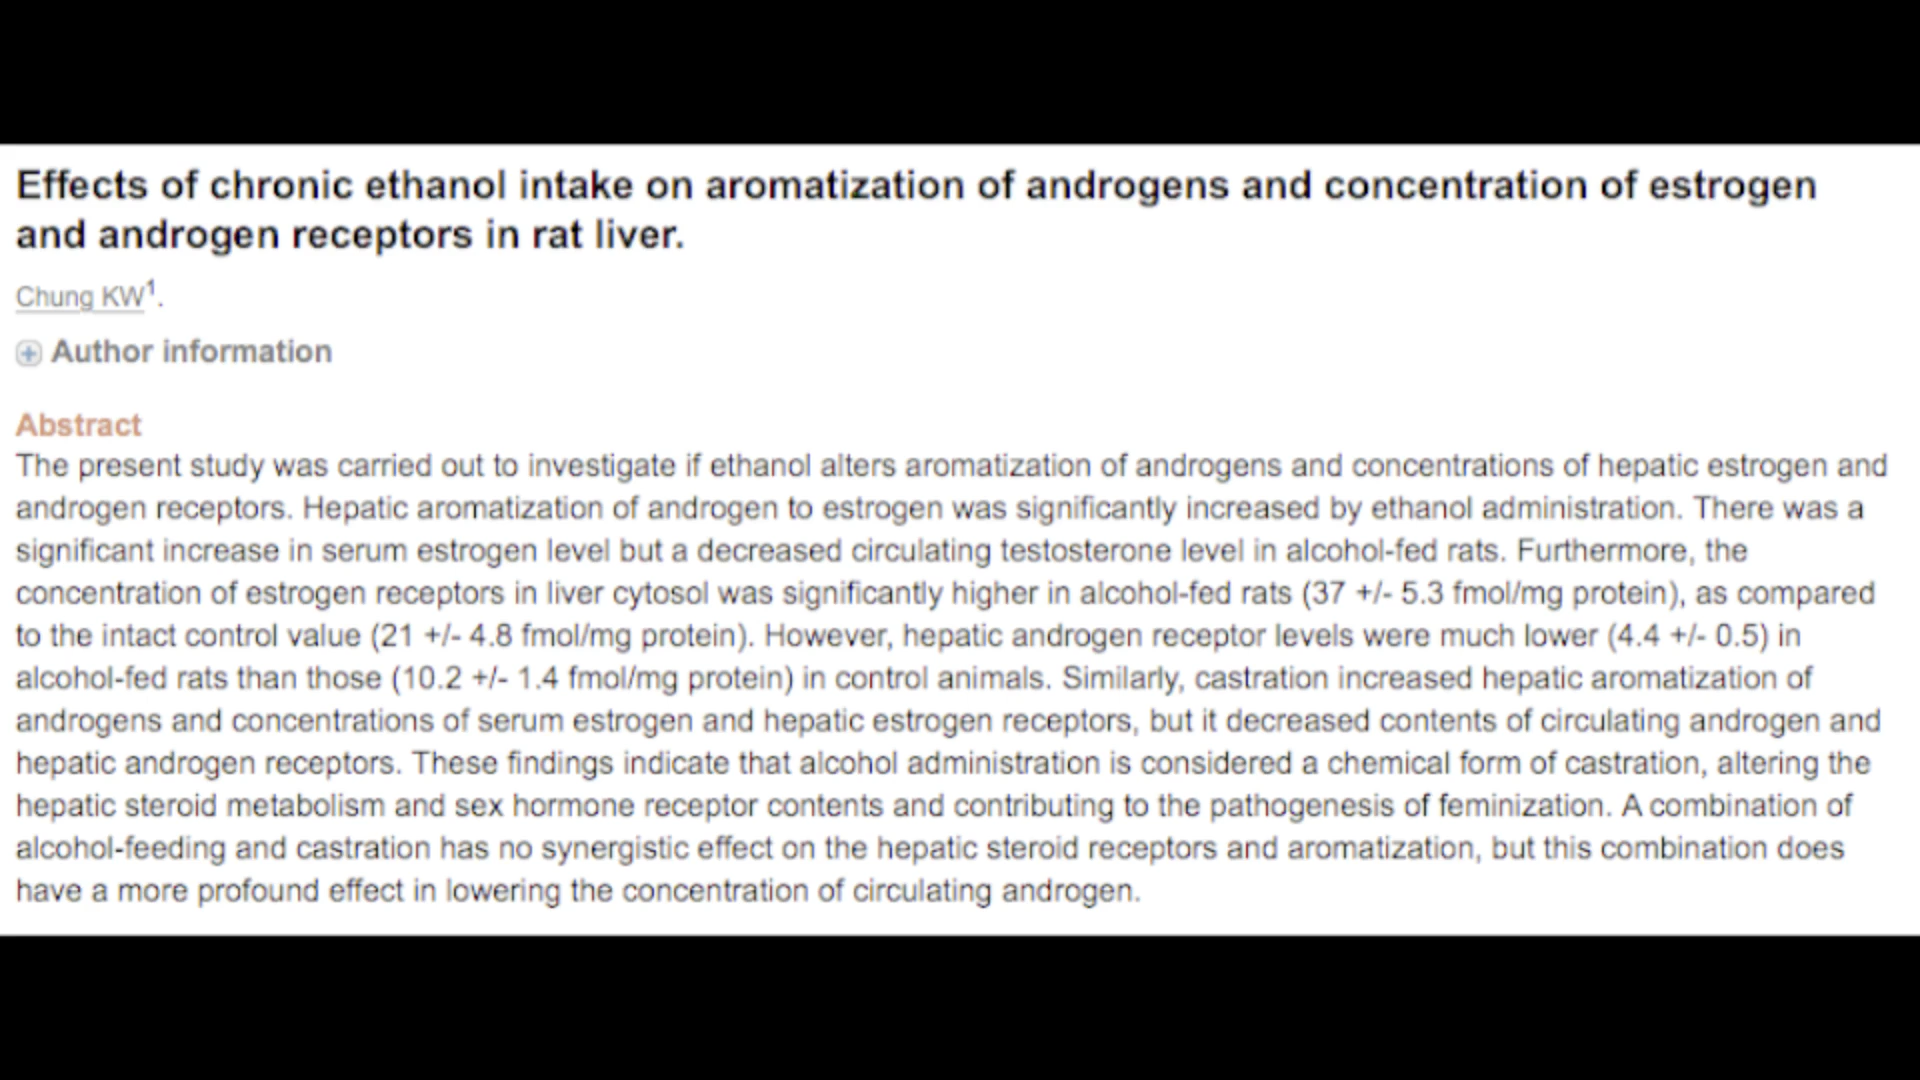 Effects of chronic ethanol intake on aromatization of androgens and concentration of estrogen
and androgen receptors in rat liver.
Chung KW1.
Author information
Abstract
The present study was carried out to investigate if ethanol alters aromatization of androgens and concentrations of hepatic estrogen and
androgen receptors. Hepatic aromatization of androgen to estrogen was significantly increased by ethanol administration. There was a
significant increase in serum estrogen level but a decreased circulating testosterone level in alcohol-fed rats. Furthermore, the
concentration of estrogen receptors in liver cytosol was significantly higher in alcohol-fed rats (37 +/- 5.3 fmol/mg protein), as compared
to the intact control value (21 +/- 4.8 fmol/mg protein). However, hepatic androgen receptor levels were much lower (4.4 +/- 0.5) in
alcohol-fed rats than those (10.2 +/- 1.4 fmol/mg protein) in control animals. Similarly, castration increased hepatic aromatization of
androgens and concentrations of serum estrogen and hepatic estrogen receptors, but it decreased contents of circulating androgen and
hepatic androgen receptors. These findings indicate that alcohol administration is considered a chemical form of castration, altering the
hepatic steroid metabolism and sex hormone receptor contents and contributing to the pathogenesis of feminization. A combination of
alcohol-feeding and castration has no synergistic effect on the hepatic steroid receptors and aromatization, but this combination does
have a more profound effect in lowering the concentration of circulating androgen.